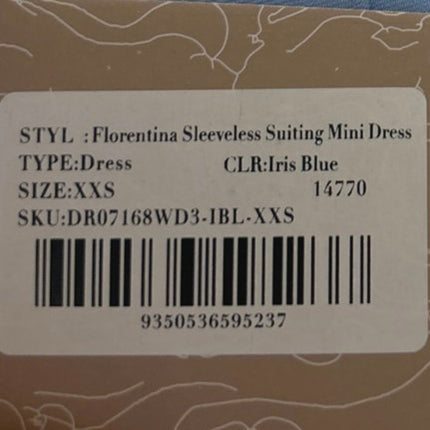 STYL :Florentina Sleeveless Suiting Mini Dress
TYPE:Dress CLR:Iris Blue
SIZE:XXS 14770
SKU:DR07168WD3-IBL-XXS
9350536595237